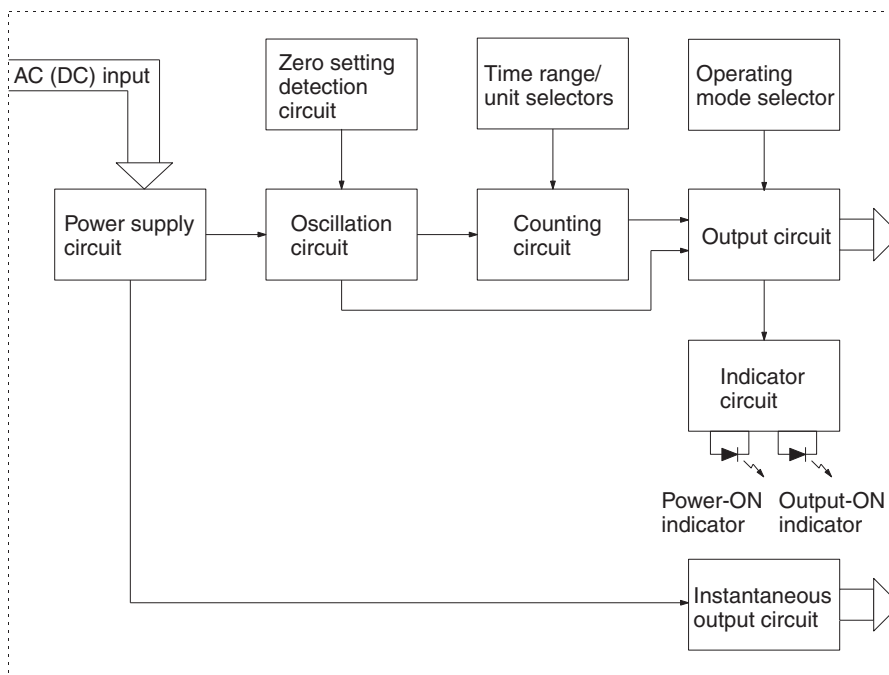 AC (DC) input
Zero setting
detection
circuit
Time range/
unit selectors
Operating
mode selector
Power supply
circuit
Oscillation
circuit
Counting
circuit
Output circuit
Indicator
circuit
Power-ON
indicator
Output-ON
indicator
Instantaneous
output circuit